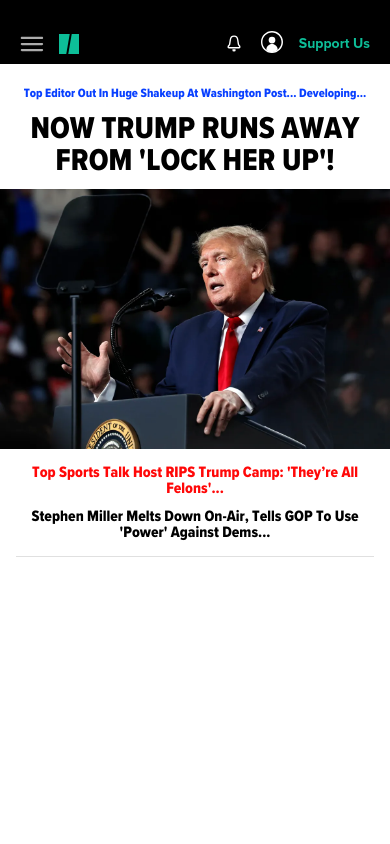 Support Us
Top Editor Out In Huge Shakeup At Washington Post... Developing...
NOW TRUMP RUNS AWAY
FROM 'LOCK HER UP'!
Top Sports Talk Host RIPS Trump Camp: 'They’re All
Felons'...
Stephen Miller Melts Down On-Air, Tells GOP To Use
'Power' Against Dems...